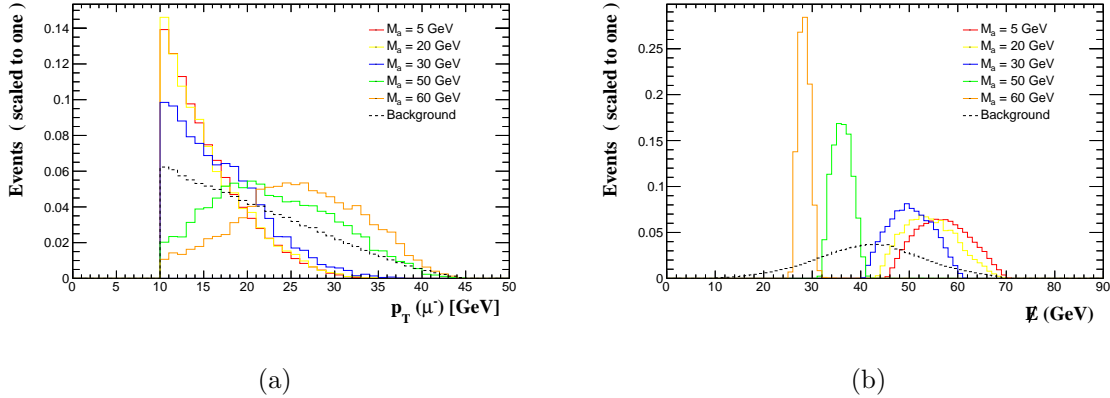 Events ( scaled to one)
0.14
0.12
0.1
0.08
0.06
0.04
0.02
0
0 5 10 15 20 25 30 35 40 45 50
p_T (μ⁻) [GeV]
M_a = 5 GeV
M_a = 20 GeV
M_a = 30 GeV
M_a = 50 GeV
M_a = 60 GeV
Background
(a)
Events ( scaled to one)
0.25
0.2
0.15
0.1
0.05
0
0 10 20 30 40 50 60 70 80 90
E̸ (GeV)
M_a = 5 GeV
M_a = 20 GeV
M_a = 30 GeV
M_a = 50 GeV
M_a = 60 GeV
Background
(b)